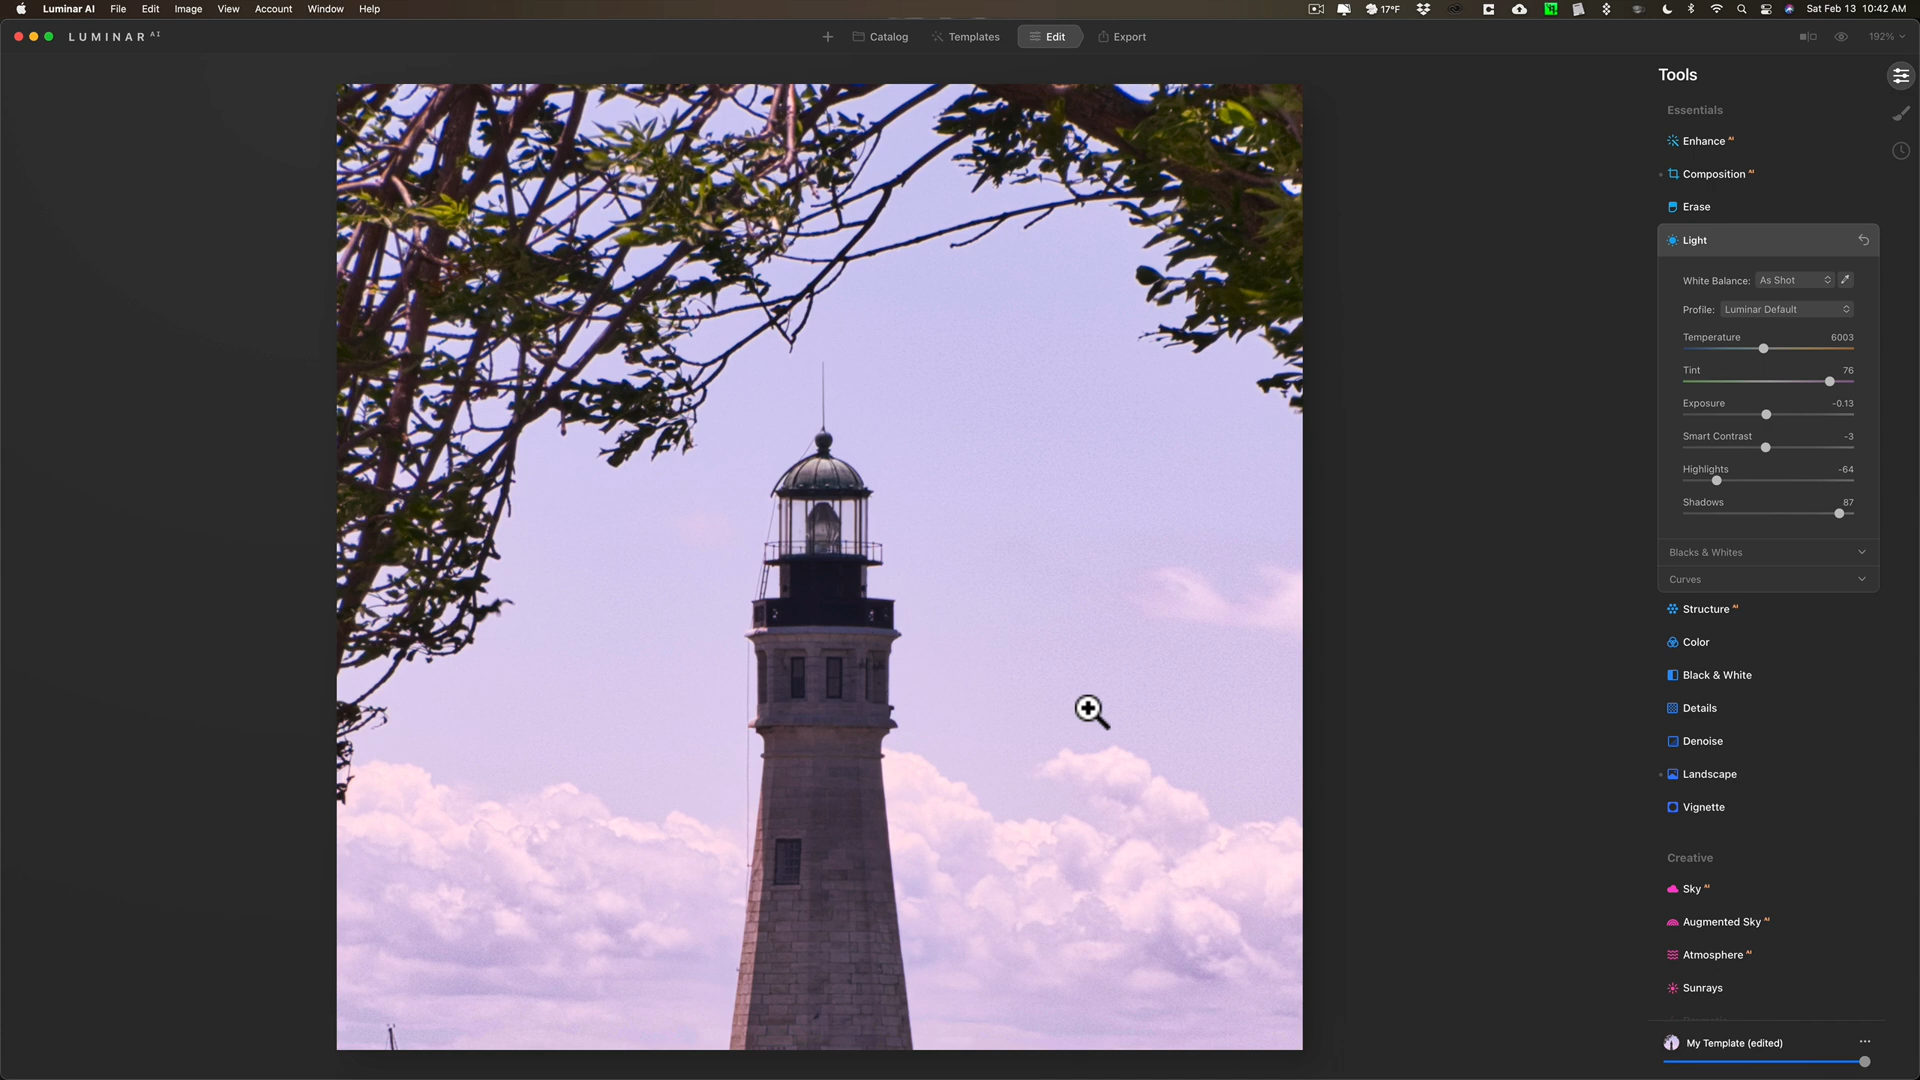 Luminar AI File Edit Image View Account Window Help 17°F Sat Feb 13 10:42 AM
LUMINAR AI + Catalog Templates Edit Export 192%
Tools
Essentials
Enhance AI
Composition AI
Erase
Light
White Balance: As Shot
Profile: Luminar Default
Temperature 6003
Tint 76
Exposure -0.13
Smart Contrast -3
Highlights -64
Shadows 87
Blacks & Whites
Curves
Structure AI
Color
Black & White
Details
Denoise
Landscape
Vignette
Creative
Sky AI
Augmented Sky AI
Atmosphere AI
Sunrays
My Template (edited) ...